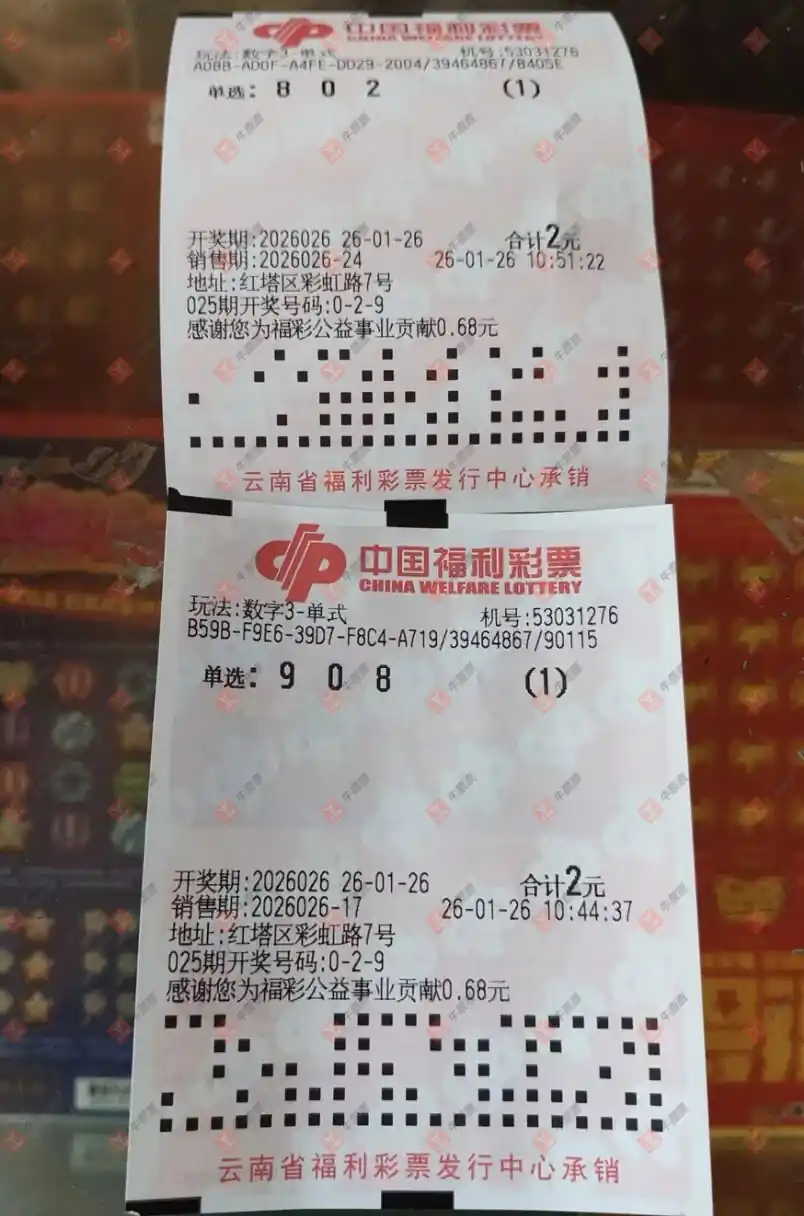 中国福利彩票
CHINA WELFARE LOTTERY
玩法:数字3-单式 机号:53031276
A08B-AD0F-A4FE-DD29-2004/39464867/8405E
单选: 8 0 2 (1)
开奖期:2026026 26-01-26 合计2元
销售期:2026026-24 26-01-26 10:51:22
地址:红塔区彩虹路7号
025期开奖号码:0-2-9
感谢您为福彩公益事业贡献0.68元
云南省福利彩票发行中心承销
中国福利彩票
CHINA WELFARE LOTTERY
玩法:数字3-单式 机号:53031276
B59B-F9E6-39D7-F8C4-A719/39464867/90115
单选: 9 0 8 (1)
开奖期:2026026 26-01-26 合计2元
销售期:2026026-17 26-01-26 10:44:37
地址:红塔区彩虹路7号
025期开奖号码:0-2-9
感谢您为福彩公益事业贡献0.68元
云南省福利彩票发行中心承销